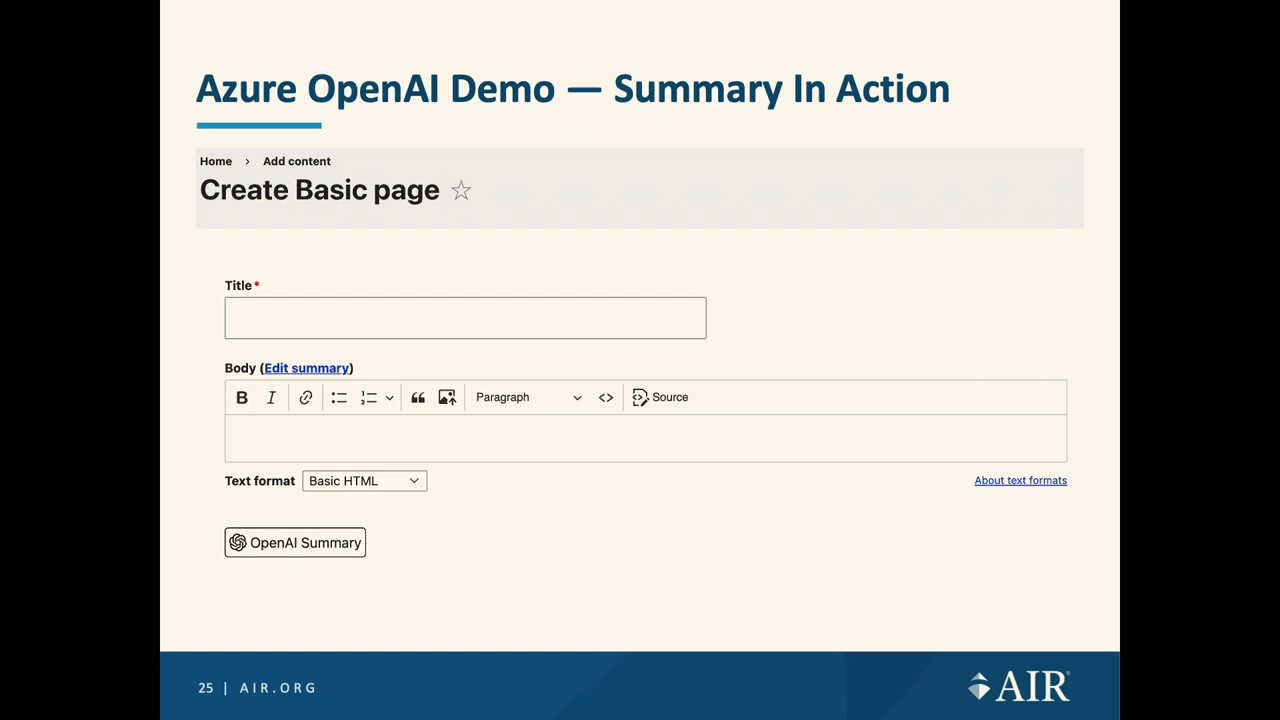 Azure OpenAI Demo — Summary In Action
Home › Add content
Create Basic page
Title*
Body (Edit summary)
B I Paragraph <> Source
Text format Basic HTML About text formats
OpenAI Summary
25 | AIR.ORG
AIR®